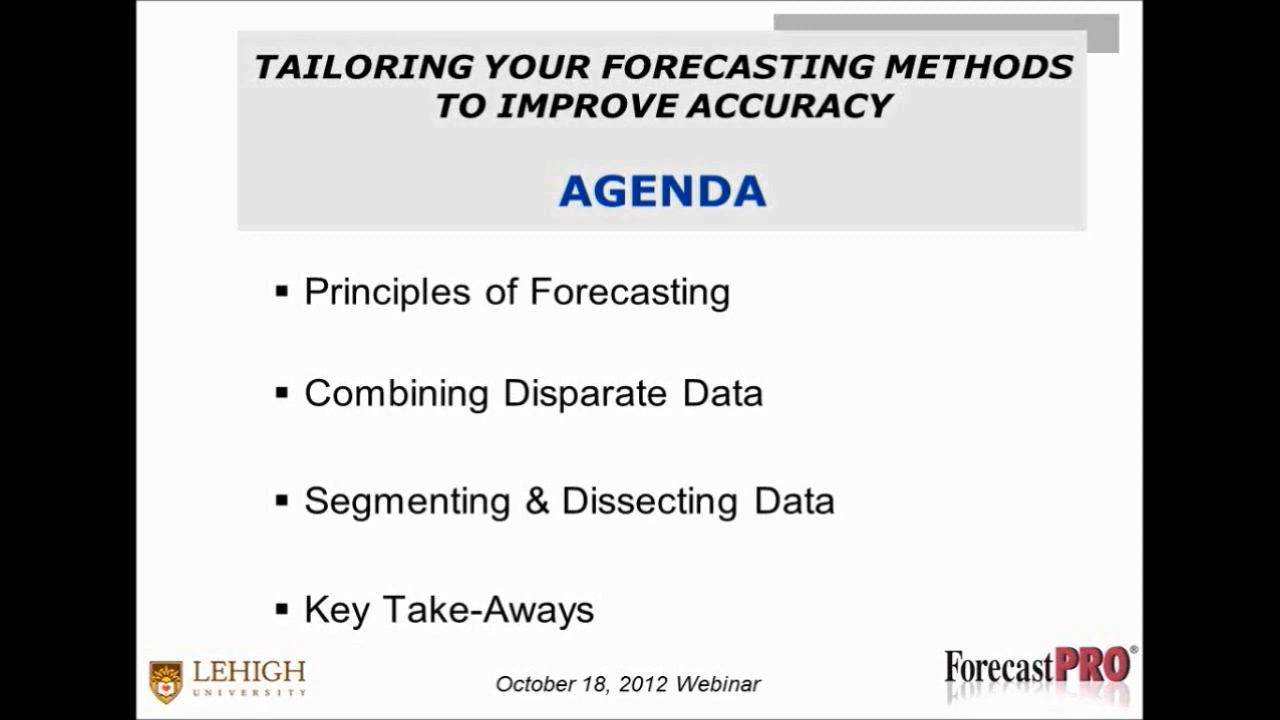 TAILORING YOUR FORECASTING METHODS
TO IMPROVE ACCURACY
AGENDA
▪ Principles of Forecasting
▪ Combining Disparate Data
▪ Segmenting & Dissecting Data
▪ Key Take-Aways
LEHIGH
UNIVERSITY
October 18, 2012 Webinar
ForecastPRO®